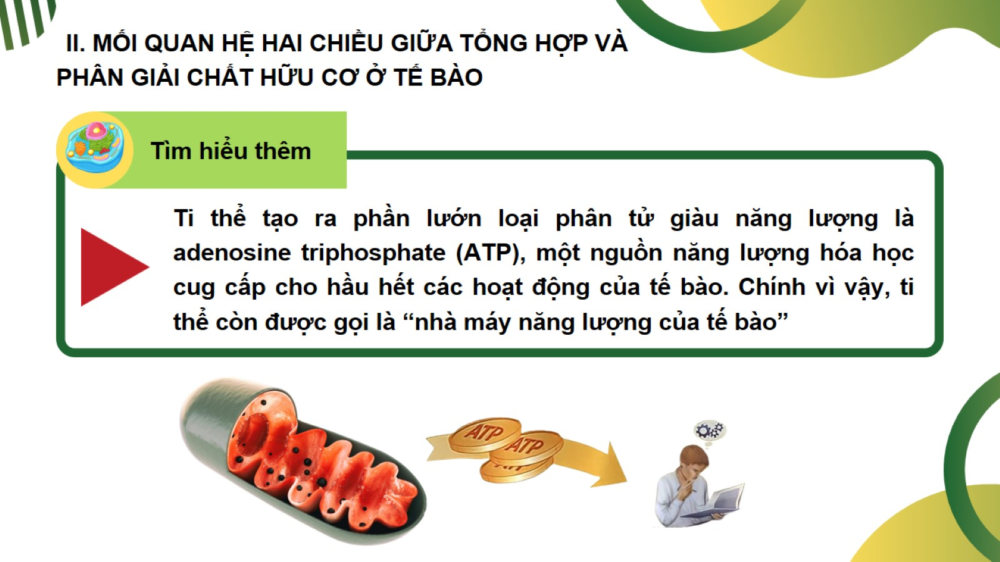 II. MỐI QUAN HỆ HAI CHIỀU GIỮA TỔNG HỢP VÀ
PHÂN GIẢI CHẤT HỮU CƠ Ở TẾ BÀO
Tìm hiểu thêm
Ti thể tạo ra phần lướn loại phân tử giàu năng lượng là
adenosine triphosphate (ATP), một nguồn năng lượng hóa học
cug cấp cho hầu hết các hoạt động của tế bào. Chính vì vậy, ti
thể còn được gọi là “nhà máy năng lượng của tế bào”
ATP
ATP
ATP